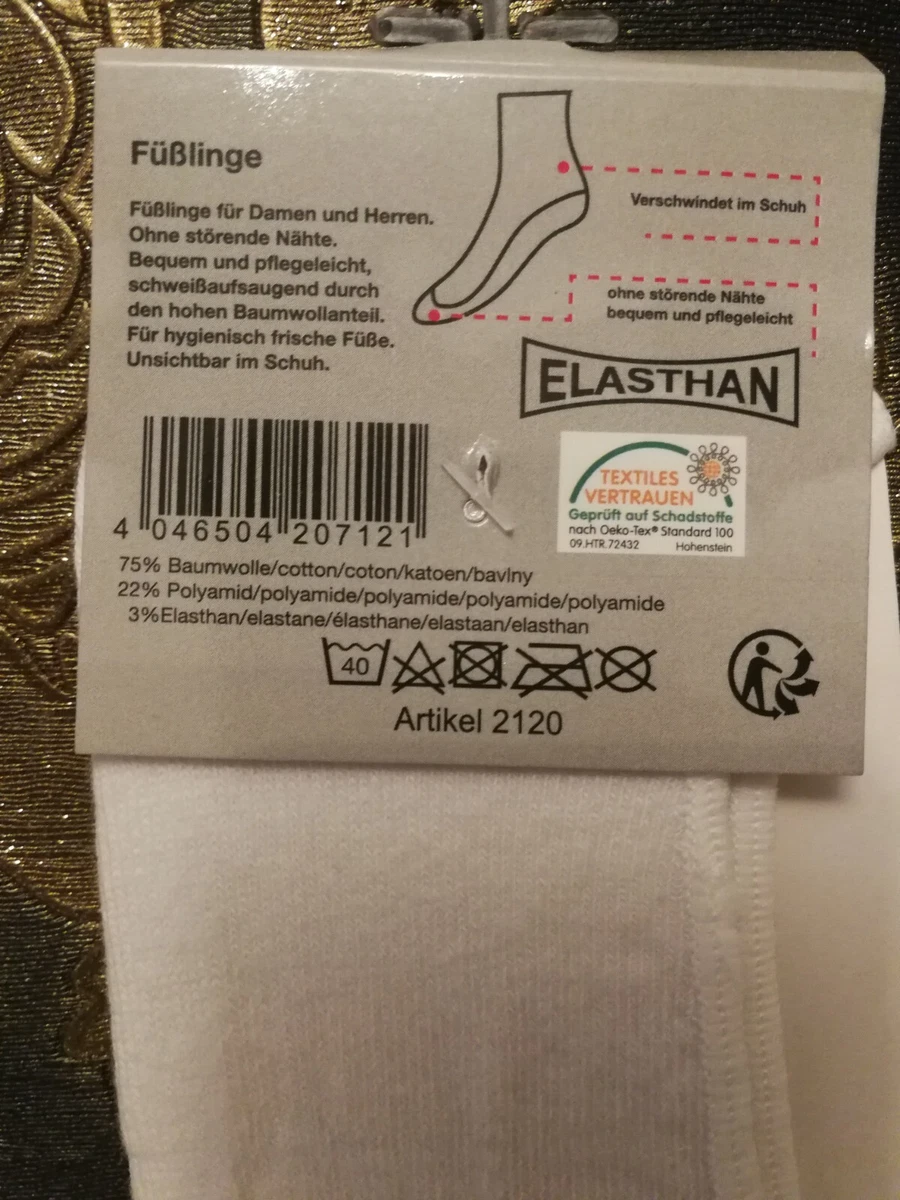 Füßlinge
Füßlinge für Damen und Herren.
Ohne störende Nähte.
Bequem und pflegeleicht,
schweißaufsaugend durch
den hohen Baumwollanteil.
Für hygienisch frische Füße.
Unsichtbar im Schuh.
Verschwindet im Schuh
ohne störende Nähte
bequem und pflegeleicht
ELASTHAN
TEXTILES
VERTRAUEN
Geprüft auf Schadstoffe
nach Oeko-Tex® Standard 100
09.HTR.72432 Hohenstein
4 046504 207121
75% Baumwolle/cotton/coton/katoen/bavlny
22% Polyamid/polyamide/polyamide/polyamide/polyamide
3%Elasthan/elastane/élasthane/elastaan/elasthan
40
Artikel 2120